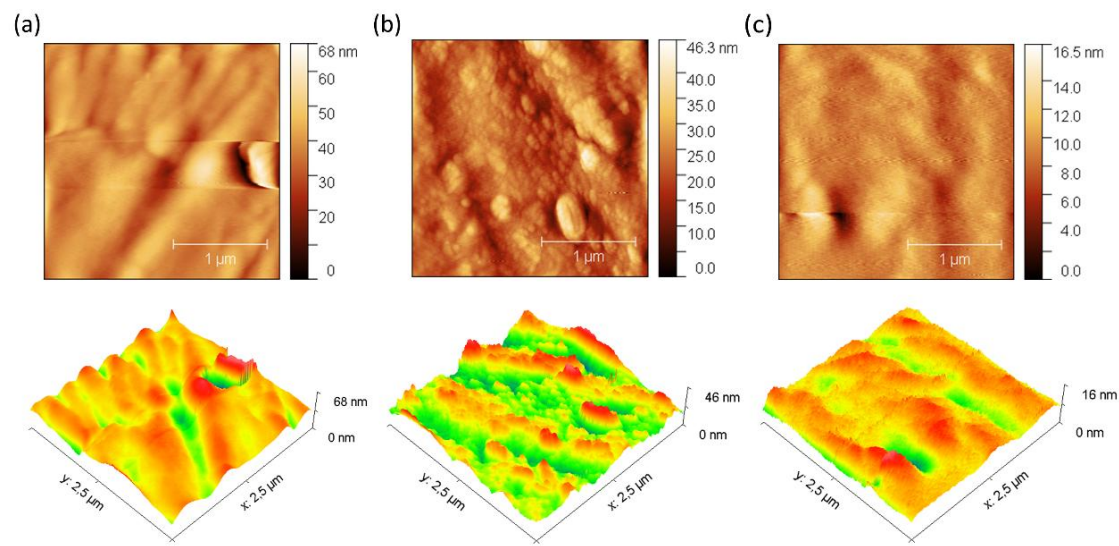 (a)
68 nm
60
50
40
30
20
10
0
1 µm
(b)
46.3 nm
40.0
35.0
30.0
25.0
20.0
15.0
10.0
0.0
1 µm
(c)
16.5 nm
14.0
12.0
10.0
8.0
6.0
4.0
0.0
1 µm
68 nm
0 nm
y: 2.5 µm
x: 2.5 µm
46 nm
0 nm
y: 2.5 µm
x: 2.5 µm
16 nm
0 nm
y: 2.5 µm
x: 2.5 µm